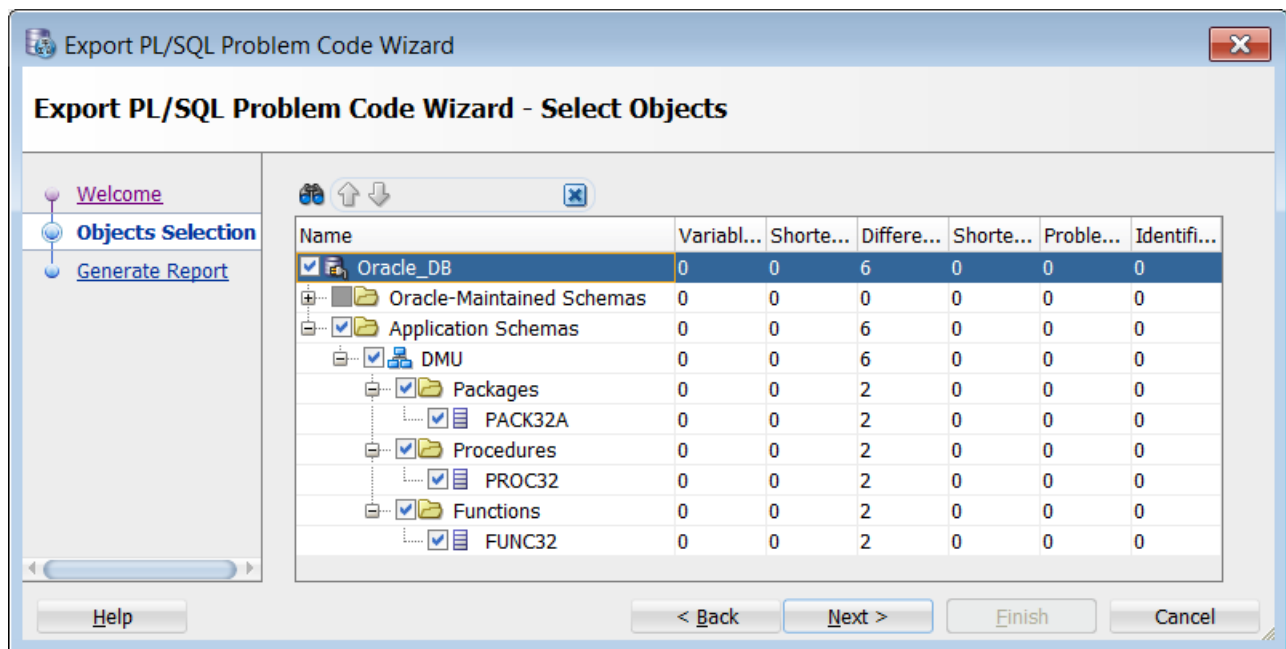 Export PL/SQL Problem Code Wizard
Export PL/SQL Problem Code Wizard - Select Objects
Welcome
Objects Selection
Generate Report
Name Variabl... Shorte... Differe... Shorte... Proble... Identifi...
Oracle_DB 0 0 6 0 0 0
Oracle-Maintained Schemas 0 0 0 0 0 0
Application Schemas 0 0 6 0 0 0
DMU 0 0 6 0 0 0
Packages 0 0 2 0 0 0
PACK32A 0 0 2 0 0 0
Procedures 0 0 2 0 0 0
PROC32 0 0 2 0 0 0
Functions 0 0 2 0 0 0
FUNC32 0 0 2 0 0 0
Help < Back Next > Finish Cancel